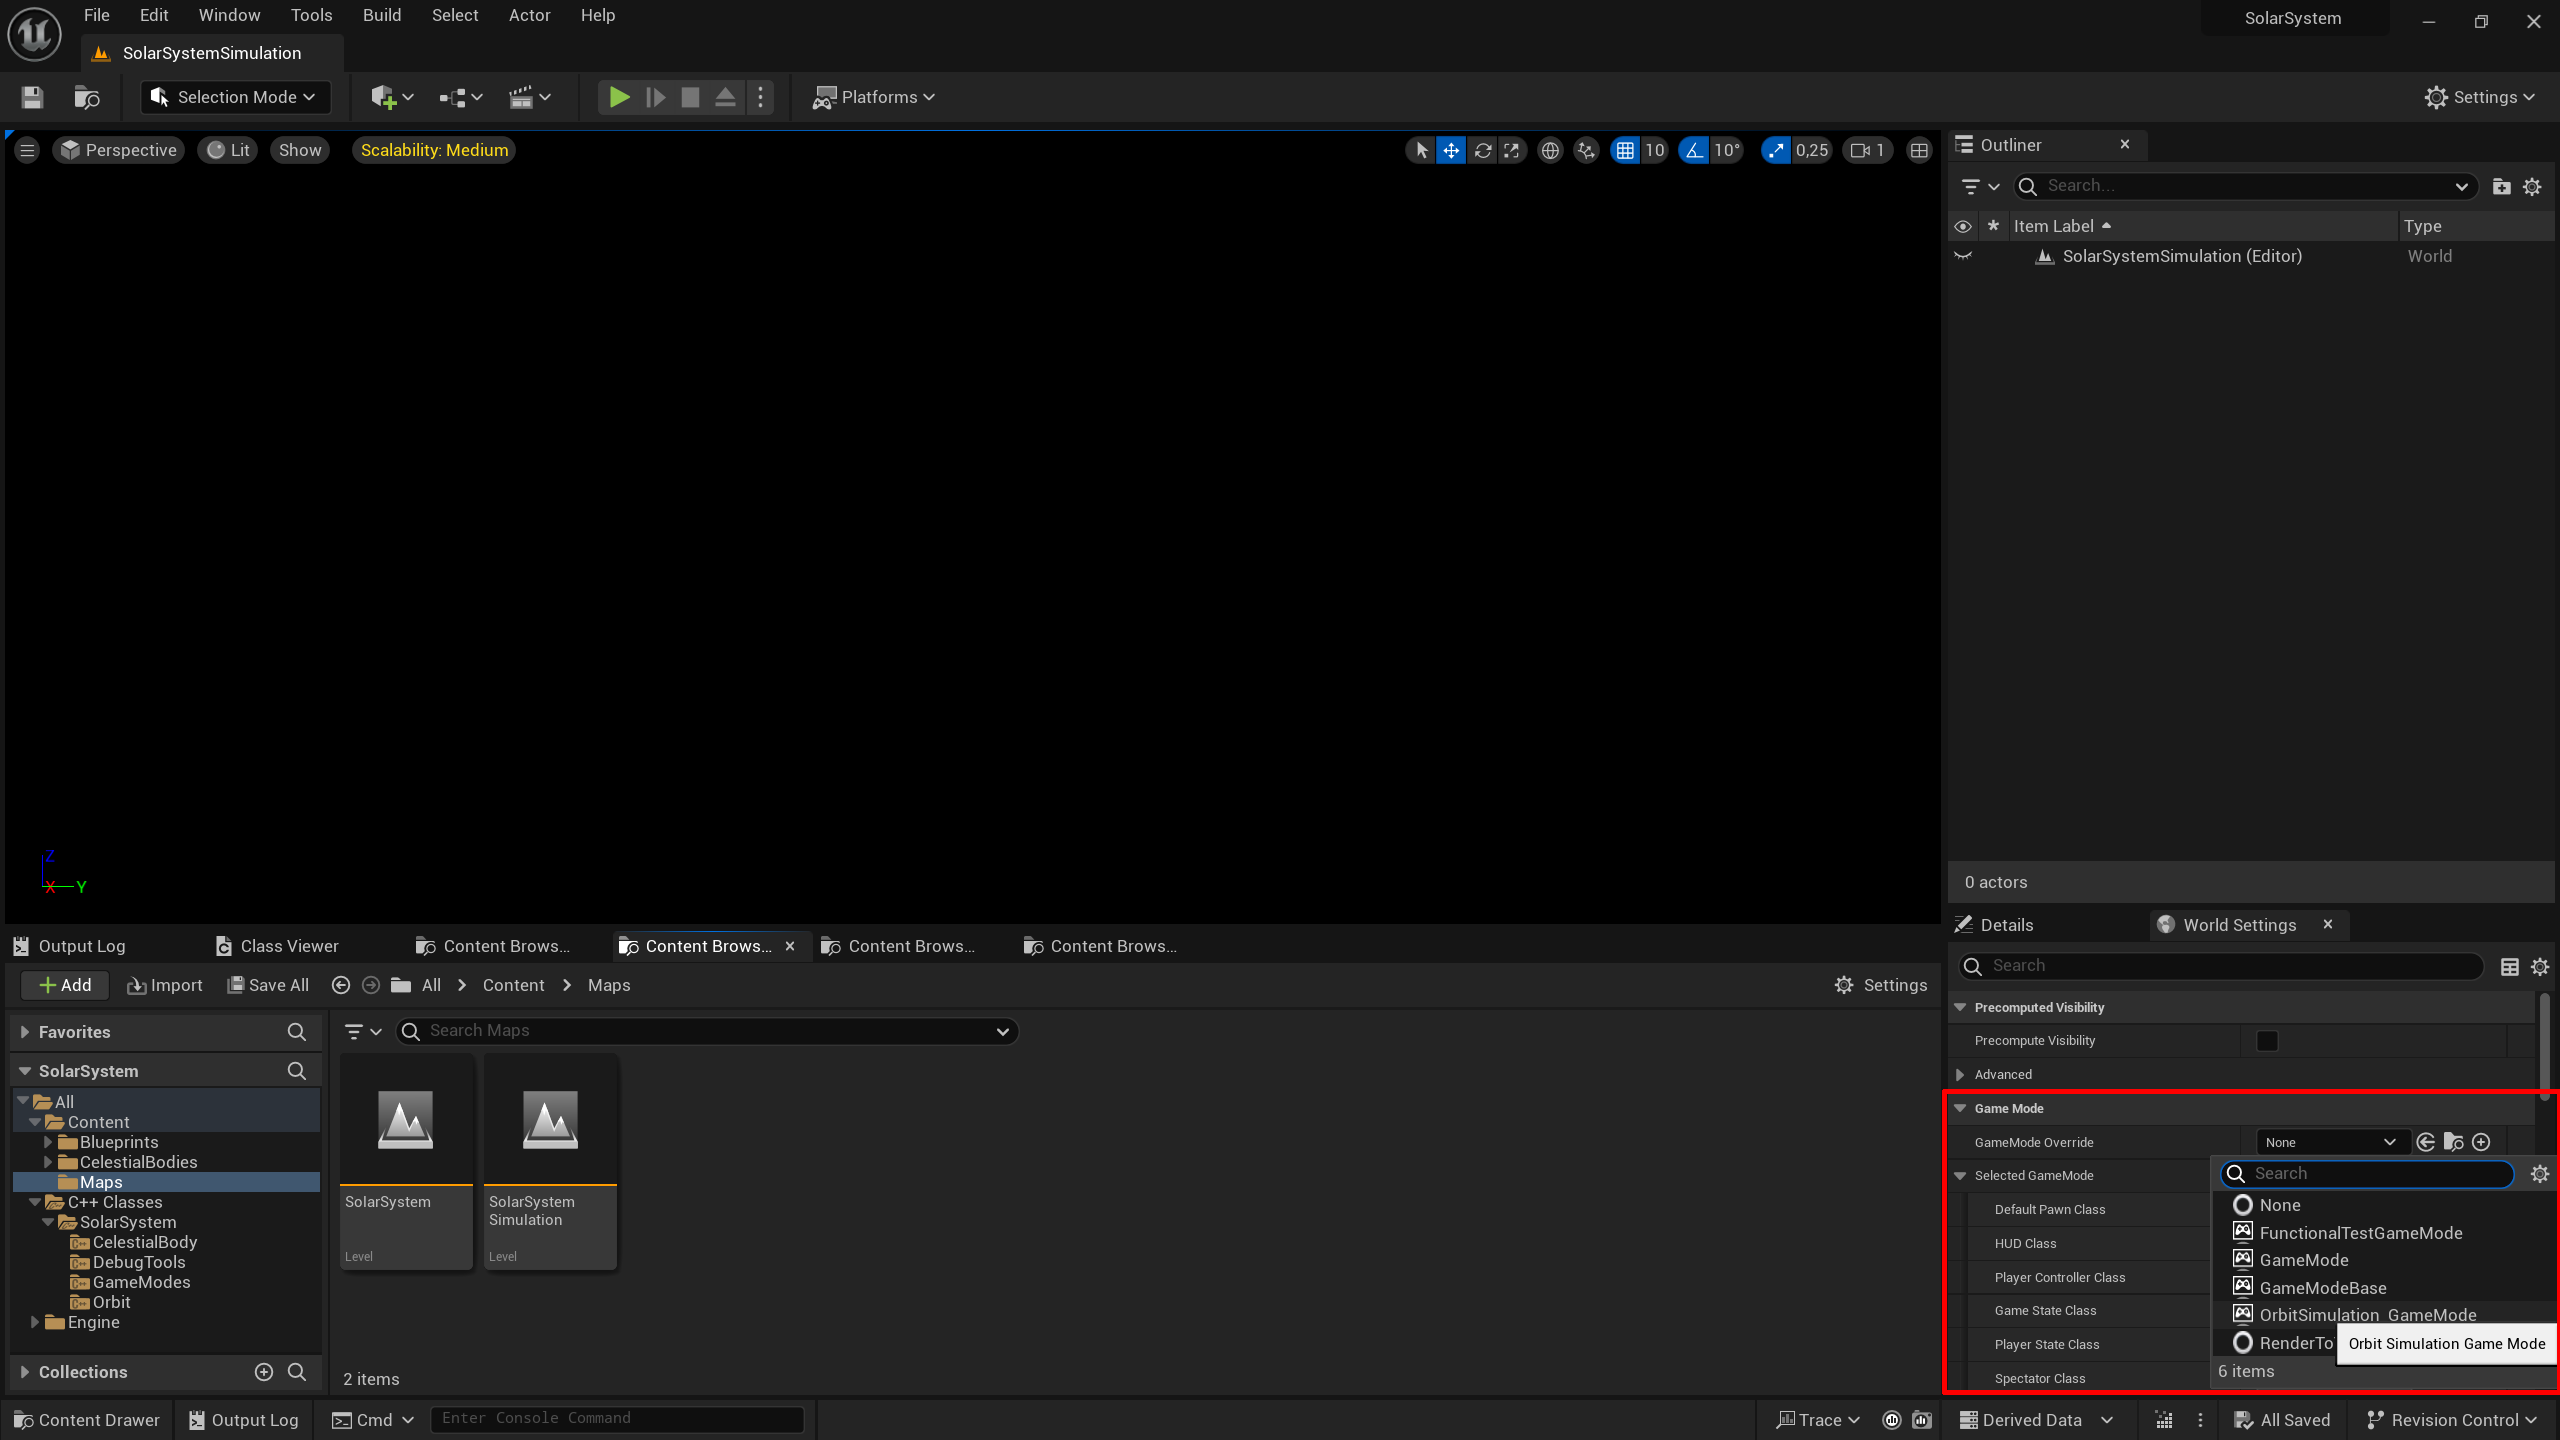 File Edit Window Tools Build Select Actor Help
SolarSystem
SolarSystemSimulation
Selection Mode
Platforms
Settings
Perspective Lit Show Scalability: Medium
10 10° 0,25 1
Outliner
Search...
Item Label Type
SolarSystemSimulation (Editor) World
Z
X Y
0 actors
Output Log Class Viewer Content Brows... Content Brows... Content Brows... Content Brows...
Add Import Save All All Content Maps Settings
Favorites
Search Maps
SolarSystem
All
Content
Blueprints
CelestialBodies
Maps
C++ Classes
SolarSystem
CelestialBody
DebugTools
GameModes
Orbit
Engine
Collections
SolarSystem
Level
SolarSystem
Simulation
Level
2 items
Details World Settings
Search
Precomputed Visibility
Precompute Visibility
Advanced
Game Mode
GameMode Override None
Selected GameMode
Default Pawn Class
HUD Class
Player Controller Class
Game State Class
Player State Class
Spectator Class
Search
None
FunctionalTestGameMode
GameMode
GameModeBase
OrbitSimulation_GameMode
RenderTo
Orbit Simulation Game Mode
6 items
Content Drawer Output Log Cmd Enter Console Command Trace Derived Data All Saved Revision Control